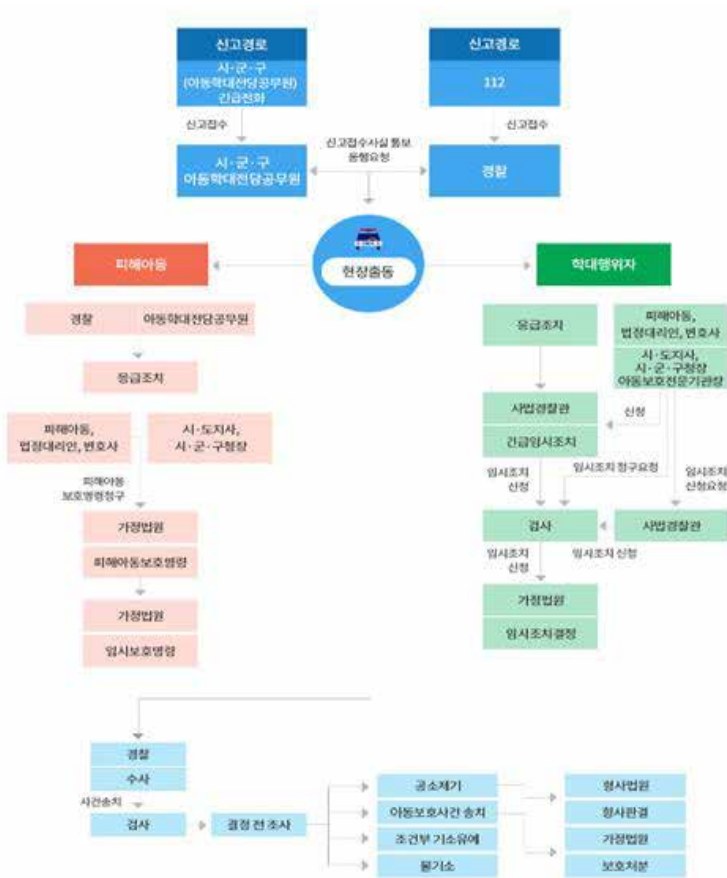 신고경로
시·군·구
(아동학대전담공무원)
긴급전화
신고경로
112
신고접수
신고접수
신고접수사실 통보
동행요청
시·군·구
아동학대전담공무원
경찰
현장출동
피해아동
학대행위자
경찰
아동학대전담공무원
응급조치
피해아동,
법정대리인, 변호사
시·도지사,
시·군·구청장
피해아동
보호명령청구
가정법원
피해아동보호명령
가정법원
임시보호명령
응급조치
피해아동,
법정대리인, 변호사
시·도지사,
시·군·구청장
아동보호전문기관장
사법경찰관
긴급임시조치
신청
임시조치
신청
임시조치 청구요청
임시조치
신청요청
검사
사법경찰관
임시조치
신청
임시조치 신청
가정법원
임시조치결정
경찰
수사
사건송치
검사
결정 전 조사
공소제기
아동보호사건 송치
조건부 기소유예
불기소
형사법원
형사판결
가정법원
보호처분